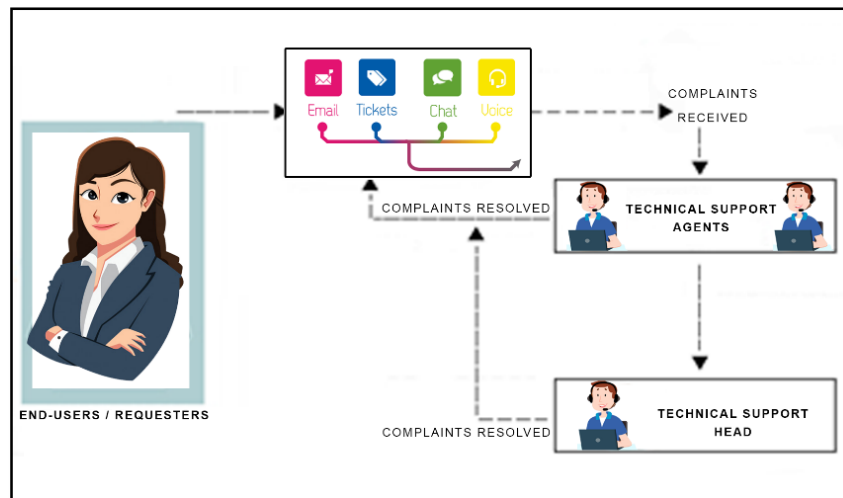 Email Tickets Chat Voice
COMPLAINTS
RECEIVED
COMPLAINTS RESOLVED
TECHNICAL SUPPORT
AGENTS
END-USERS / REQUESTERS
COMPLAINTS RESOLVED
TECHNICAL SUPPORT
HEAD